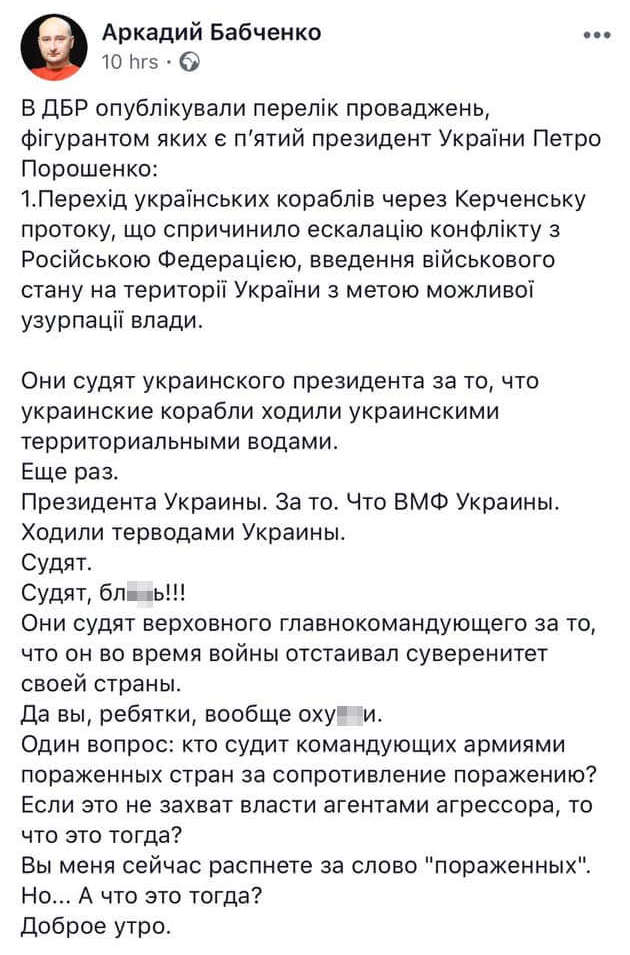 Аркадий Бабченко
10 hrs ·
В ДБР опублікували перелік проваджень,
фігурантом яких є п'ятий президент України Петро
Порошенко:
1.Перехід українських кораблів через Керченську
протоку, що спричинило ескалацію конфлікту з
Російською Федерацією, введення військового
стану на території України з метою можливої
узурпації влади.
Они судят украинского президента за то, что
украинские корабли ходили украинскими
территориальными водами.
Еще раз.
Президента Украины. За то. Что ВМФ Украины.
Ходили терводами Украины.
Судят.
Судят, бл ь!!!
Они судят верховного главнокомандующего за то,
что он во время войны отстаивал суверенитет
своей страны.
Да вы, ребятки, вообще оху и.
Один вопрос: кто судит командующих армиями
пораженных стран за сопротивление поражению?
Если это не захват власти агентами агрессора, то
что это тогда?
Вы меня сейчас распнете за слово "пораженных".
Но... А что это тогда?
Доброе утро.